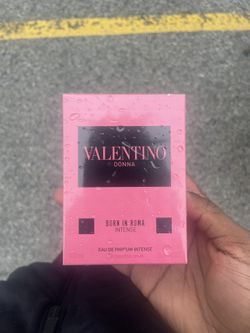 VALENTINO
DONNA
BORN IN ROMA
INTENSE
EAU DE PARFUM INTENSE